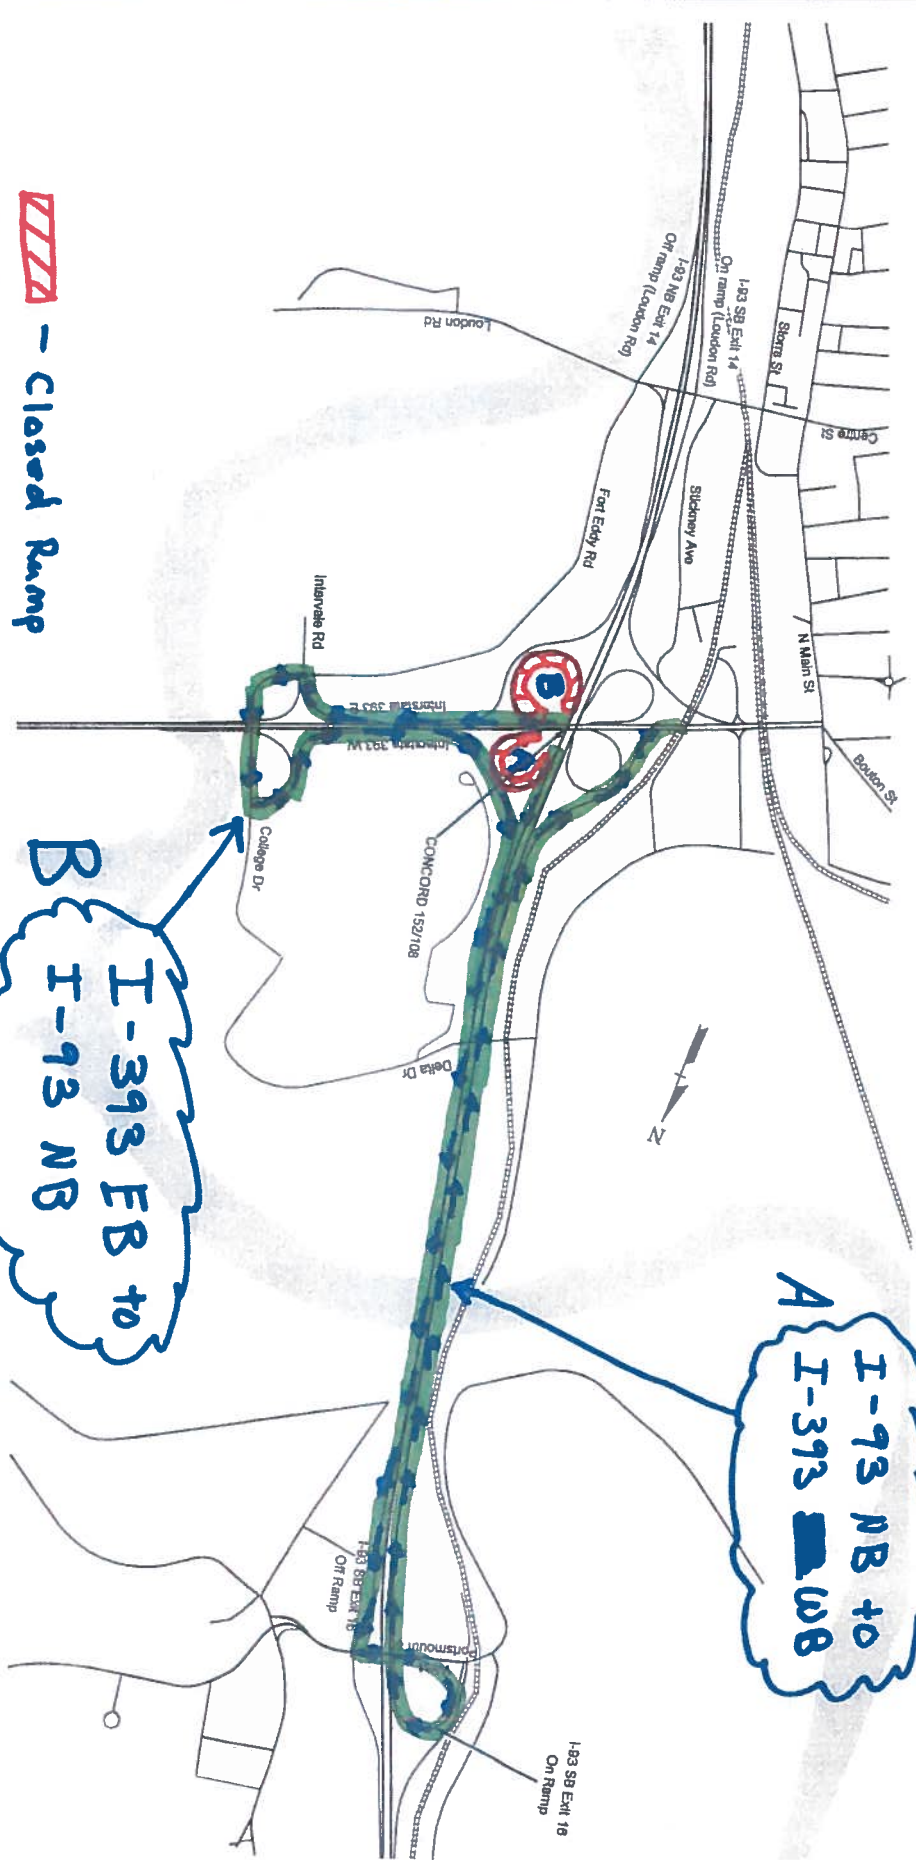 N Main St
Bouton St
Storrs St
Centre St
I-93 SB Exit 14
On ramp (Loudon Rd)
I-93 NB Exit 14
Off ramp (Loudon Rd)
Loudon Rd
Stickney Ave
Fort Eddy Rd
Intervale Rd
Interstate 393 E
Interstate 393 W
B
A
CONCORD 152/108
College Dr
Delta Dr
N
A
I-93 NB to
I-393 WB
B
I-393 EB to
I-93 NB
I-93 SB Exit 16
Off Ramp
Portsmouth
I-93 SB Exit 16
On Ramp
- Closed Ramp